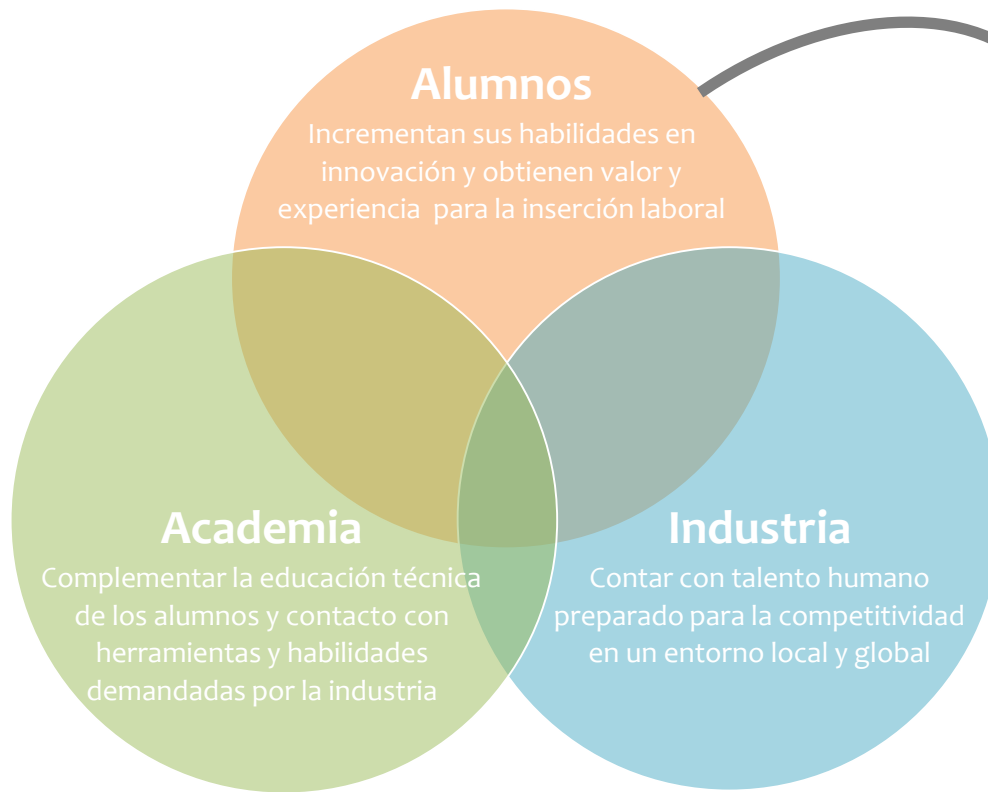 Alumnos
Incrementan sus habilidades en
innovación y obtienen valor y
experiencia para la inserción laboral
Academia
Complementar la educación técnica
de los alumnos y contacto con
herramientas y habilidades
demandadas por la industria
Industria
Contar con talento humano
preparado para la competitividad
en un entorno local y global